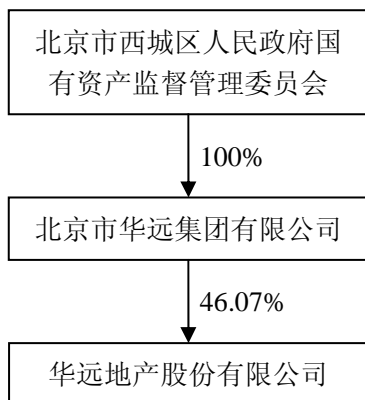 北京市西城区人民政府国
有资产监督管理委员会
100%
北京市华远集团有限公司
46.07%
华远地产股份有限公司